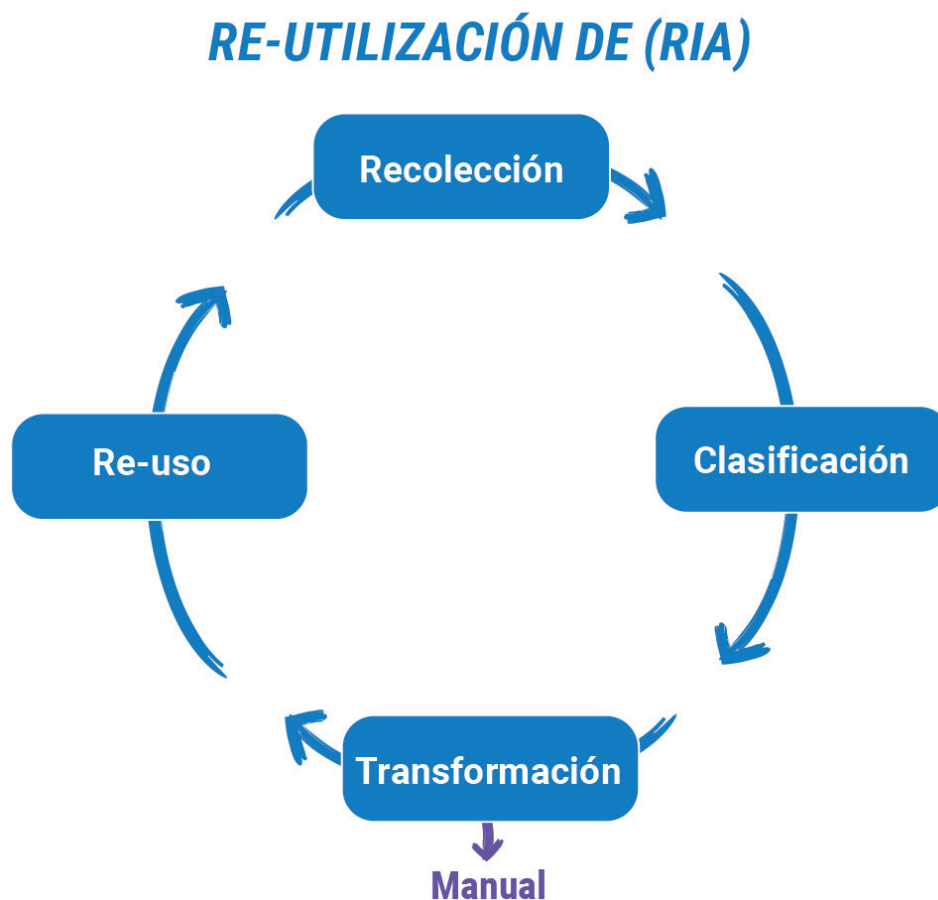 RE-UTILIZACIÓN DE (RIA)
Recolección
Re-uso
Clasificación
Transformación
Manual